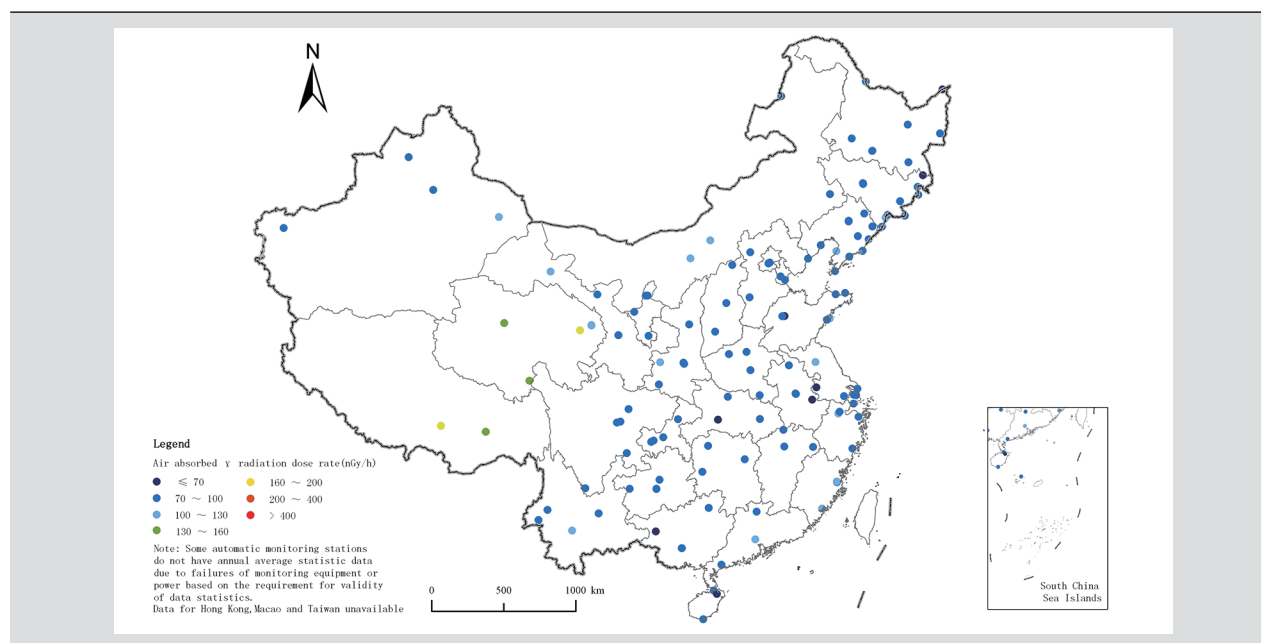 N
Legend
Air absorbed γ radiation dose rate(nGy/h)
≤ 70
70 ～ 100
100 ～ 130
130 ～ 160
160 ～ 200
200 ～ 400
> 400
Note: Some automatic monitoring stations
do not have annual average statistic data
due to failures of monitoring equipment or
power based on the requirement for validity
of data statistics.
Data for Hong Kong,Macao and Taiwan unavailable
0 500 1000 km
South China
Sea Islands